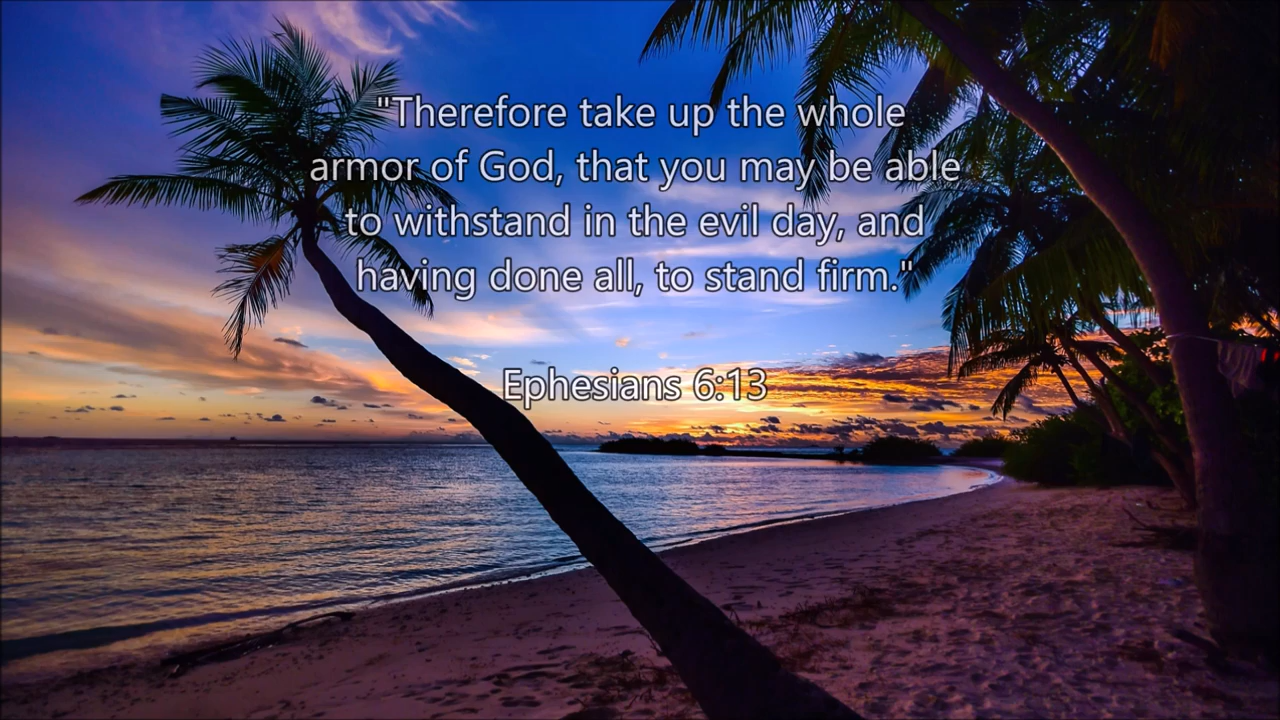 "Therefore take up the whole
armor of God, that you may be able
to withstand in the evil day, and
having done all, to stand firm."
Ephesians 6:13